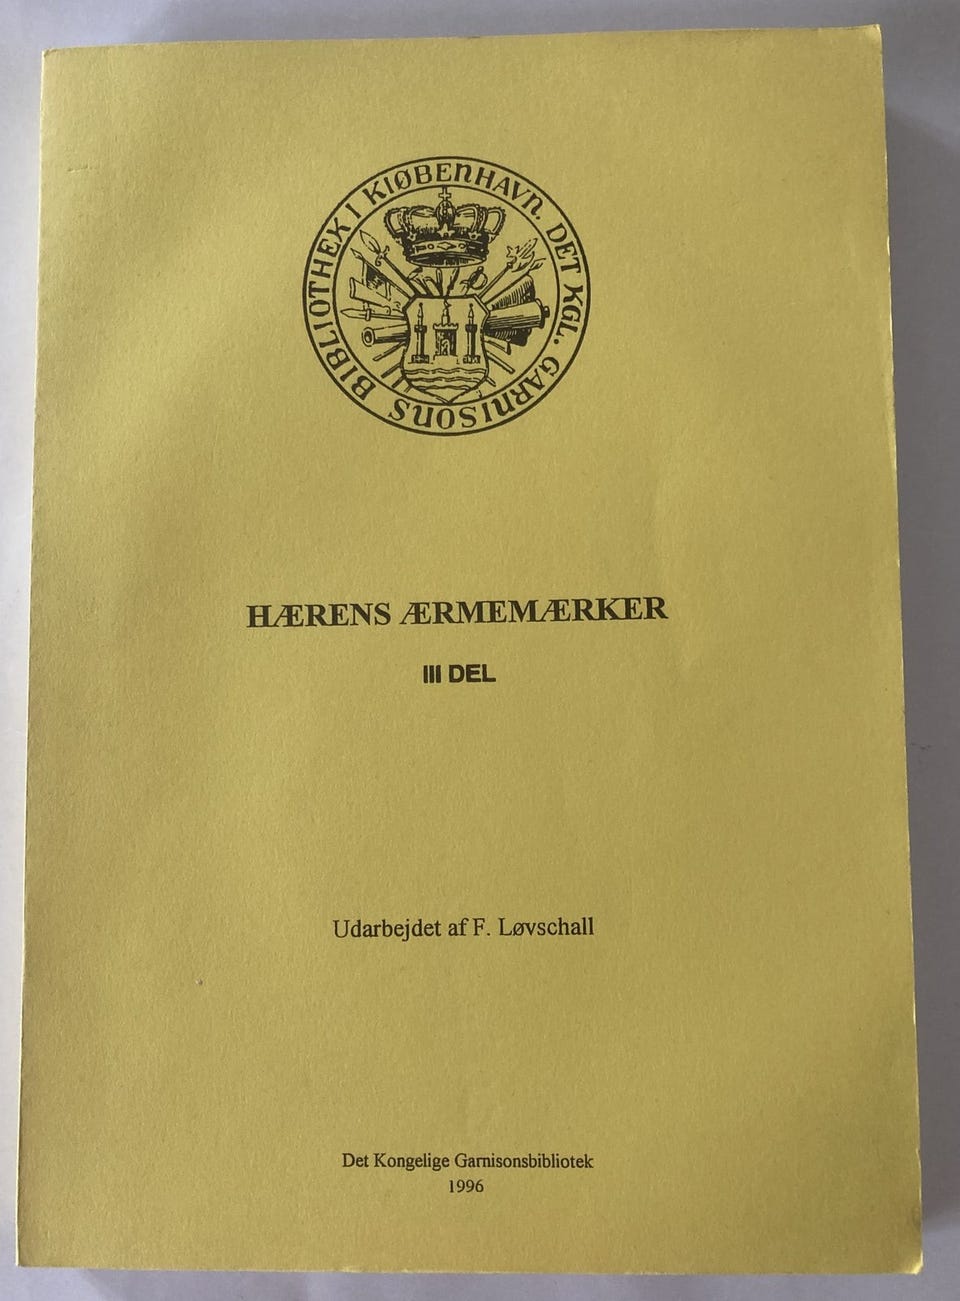 DET KGL. GARNISONS BIBLIOTHEK I KIØBENHAVN.
HÆRENS ÆRMEMÆRKER
III DEL
Udarbejdet af F. Løvschall
Det Kongelige Garnisonsbibliotek
1996